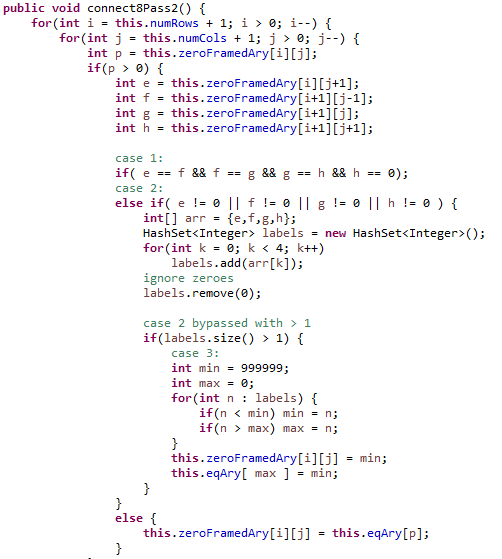 public void connect8Pass2() {
for(int i = this.numRows + 1; i > 0; i--) {
for(int j = this.numCols + 1; j > 0; j--) {
int p = this.zeroFramedAry[i][j];
if(p > 0) {
int e = this.zeroFramedAry[i][j+1];
int f = this.zeroFramedAry[i+1][j-1];
int g = this.zeroFramedAry[i+1][j];
int h = this.zeroFramedAry[i+1][j+1];
case 1:
if( e == f && f == g && g == h && h == 0);
case 2:
else if( e != 0 || f != 0 || g != 0 || h != 0 ) {
int[] arr = {e,f,g,h};
HashSet<Integer> labels = new HashSet<Integer>();
for(int k = 0; k < 4; k++)
labels.add(arr[k]);
ignore zeroes
labels.remove(0);
case 2 bypassed with > 1
if(labels.size() > 1) {
case 3:
int min = 999999;
int max = 0;
for(int n : labels) {
if(n < min) min = n;
if(n > max) max = n;
}
this.zeroFramedAry[i][j] = min;
this.eqAry[ max ] = min;
}
}
else {
this.zeroFramedAry[i][j] = this.eqAry[p];
}